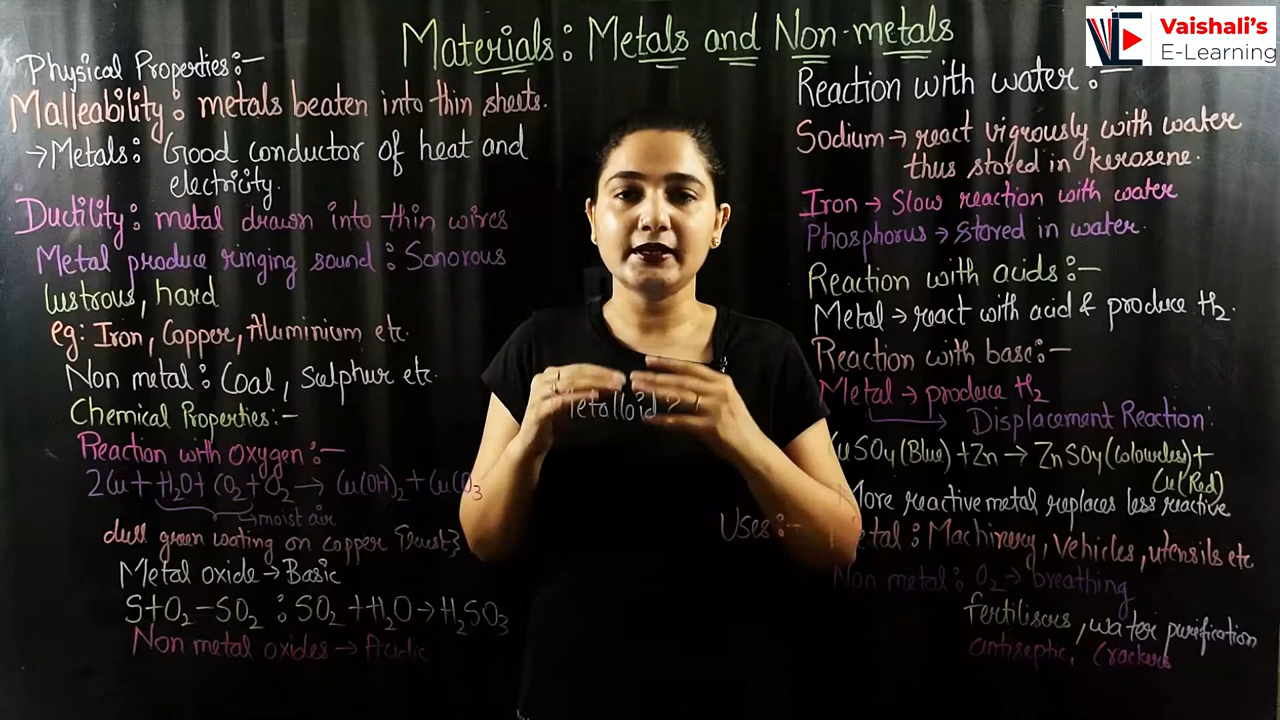 Materials: Metals and Non-metals
Vaishali's
E-Learning
Physical Properties:-
Malleability: metals beaten into thin sheets.
→Metals: Good conductor of heat and
electricity.
Ductility: metal drawn into thin wires
Metal produce ringing sound: Sonorous
lustrous, hard
eg: Iron, Copper, Aluminium etc.
Non metal: Coal, Sulphur etc.
Chemical Properties:-
Reaction with Oxygen:-
2Cu + H₂O + CO₂ + O₂ → Cu(OH)₂ + CuCO₃
→moist air
dull green coating on copper {rust}
Metal oxide → Basic
S+O₂ – SO₂ : SO₂ + H₂O → H₂SO₃
Non metal oxides → Acidic
Metalloid?
Reaction with water:-
Sodium → react vigrously with water
thus stored in kerosene.
Iron → Slow reaction with water
Phosphorus → stored in water.
Reaction with acids:-
Metal → react with acid & produce H₂.
Reaction with base:-
Metal → produce H₂
→ Displacement Reaction:
uSO₄(Blue) + Zn → ZnSO₄(colourless)+
Cu(Red)
More reactive metal replaces less reactive
Uses:- etal: Machinery, Vehicles, utensils etc
Non metal: O₂ → breathing
fertilisers, water purification
antiseptic, Crackers